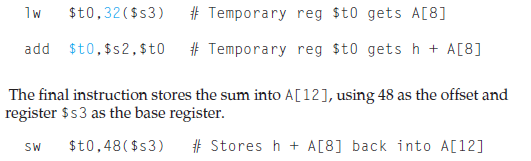 lw $t0,32($s3) # Temporary reg $t0 gets A[8]
add $t0,$s2,$t0 # Temporary reg $t0 gets h + A[8]
The final instruction stores the sum into A[12], using 48 as the offset and
register $s3 as the base register.
sw $t0,48($s3) # Stores h + A[8] back into A[12]